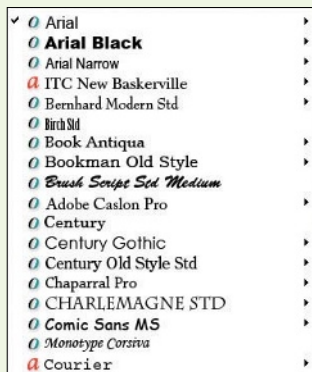 Arial
Arial Black
Arial Narrow
ITC New Baskerville
Bernhard Modern Std
Birch Std
Book Antiqua
Bookman Old Style
Brush Script Std Medium
Adobe Caslon Pro
Century
Century Gothic
Century Old Style Std
Chaparral Pro
CHARLEMAGNE STD
Comic Sans MS
Monotype Corsiva
Courier